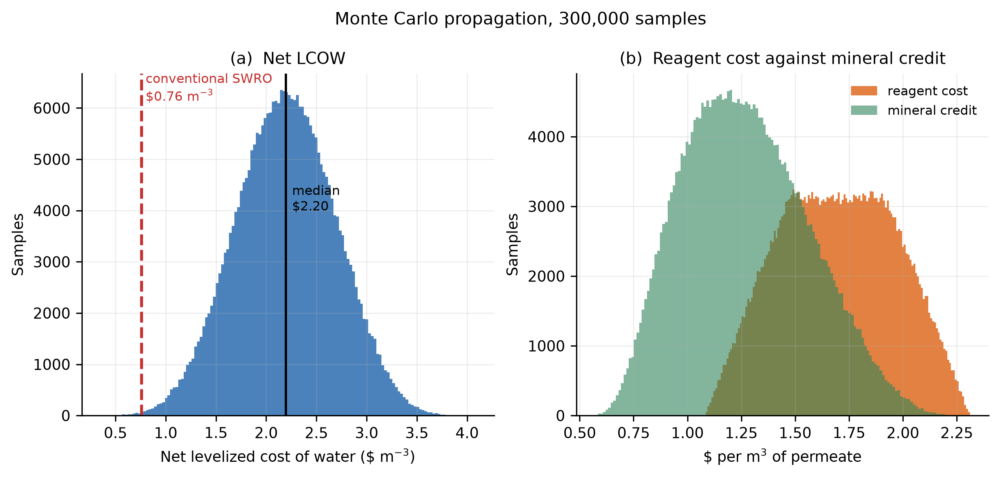 Monte Carlo propagation, 300,000 samples
(a) Net LCOW
conventional SWRO
$0.76 m⁻³
median
$2.20
Samples
6000
5000
4000
3000
2000
1000
0
0.5 1.0 1.5 2.0 2.5 3.0 3.5 4.0
Net levelized cost of water ($ m⁻³)
(b) Reagent cost against mineral credit
reagent cost
mineral credit
Samples
4000
3000
2000
1000
0
0.50 0.75 1.00 1.25 1.50 1.75 2.00 2.25
$ per m³ of permeate